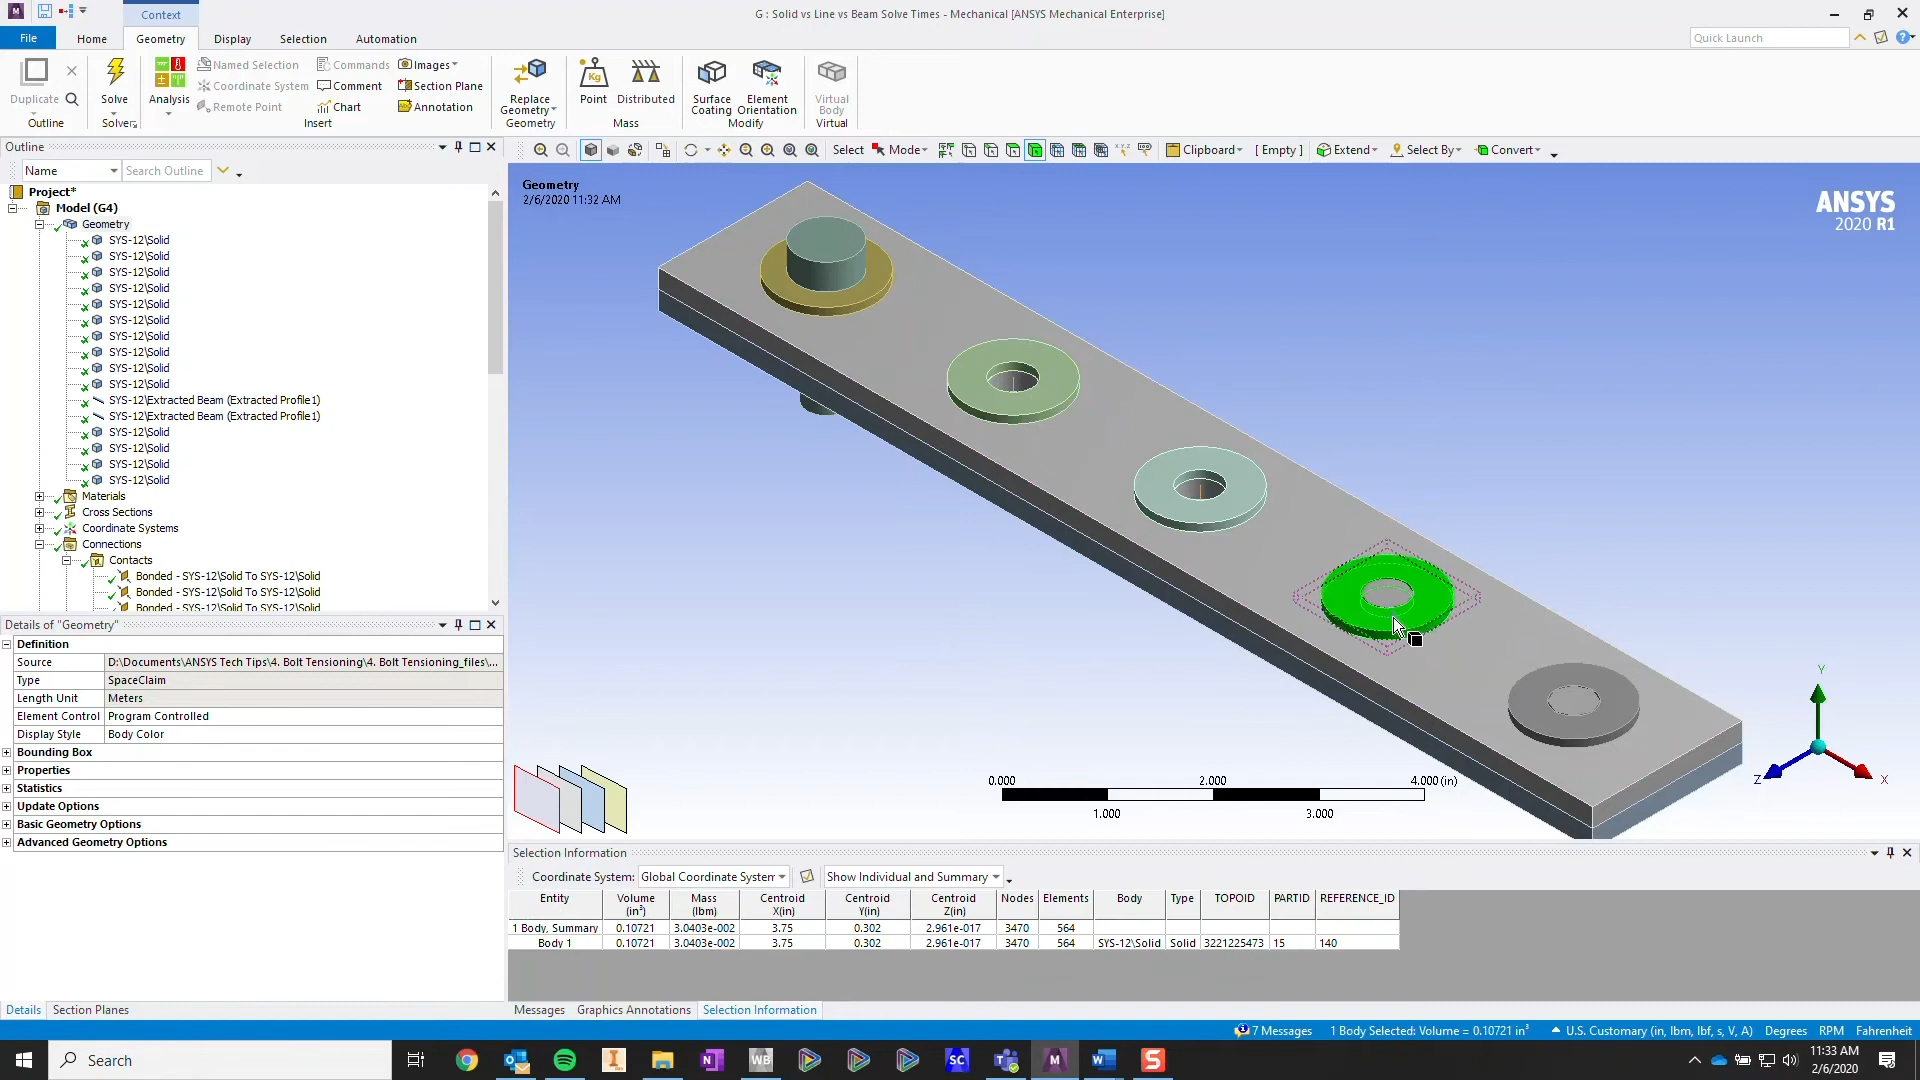 G : Solid vs Line vs Beam Solve Times - Mechanical [ANSYS Mechanical Enterprise]
Context
File Home Geometry Display Selection Automation
Quick Launch
Duplicate
Outline
Solve
Solver
Analysis
Named Selection Commands Images
Coordinate System Comment Section Plane
Remote Point Chart Annotation
Insert
Replace
Geometry
Geometry
Point Distributed
Mass
Surface
Coating
Element
Orientation
Modify
Virtual
Body
Virtual
Select Mode Clipboard [ Empty ] Extend Select By Convert
Outline
Name Search Outline
Project*
Model (G4)
Geometry
SYS-12\Solid
SYS-12\Solid
SYS-12\Solid
SYS-12\Solid
SYS-12\Solid
SYS-12\Solid
SYS-12\Solid
SYS-12\Solid
SYS-12\Solid
SYS-12\Solid
SYS-12\Extracted Beam (Extracted Profile1)
SYS-12\Extracted Beam (Extracted Profile1)
SYS-12\Solid
SYS-12\Solid
SYS-12\Solid
SYS-12\Solid
Materials
Cross Sections
Coordinate Systems
Connections
Contacts
Bonded - SYS-12\Solid To SYS-12\Solid
Bonded - SYS-12\Solid To SYS-12\Solid
Bonded - SYS-12\Solid To SYS-12\Solid
Details of "Geometry"
Definition
Source D:\Documents\ANSYS Tech Tips\4. Bolt Tensioning\4. Bolt Tensioning_files\...
Type SpaceClaim
Length Unit Meters
Element Control Program Controlled
Display Style Body Color
Bounding Box
Properties
Statistics
Update Options
Basic Geometry Options
Advanced Geometry Options
Details Section Planes
Geometry
2/6/2020 11:32 AM
ANSYS
2020 R1
0.000 2.000 4.000 (in)
1.000 3.000
Y
Z X
Selection Information
Coordinate System: Global Coordinate System Show Individual and Summary
Entity Volume (in³) Mass (lbm) Centroid X(in) Centroid Y(in) Centroid Z(in) Nodes Elements Body Type TOPOID PARTID REFERENCE_ID
1 Body, Summary 0.10721 3.0403e-002 3.75 0.302 2.961e-017 3470 564
Body 1 0.10721 3.0403e-002 3.75 0.302 2.961e-017 3470 564 SYS-12\Solid Solid 3221225473 15 140
Messages Graphics Annotations Selection Information
7 Messages 1 Body Selected: Volume = 0.10721 in³ U.S. Customary (in, lbm, lbf, s, V, A) Degrees RPM Fahrenheit
Search
11:33 AM
2/6/2020